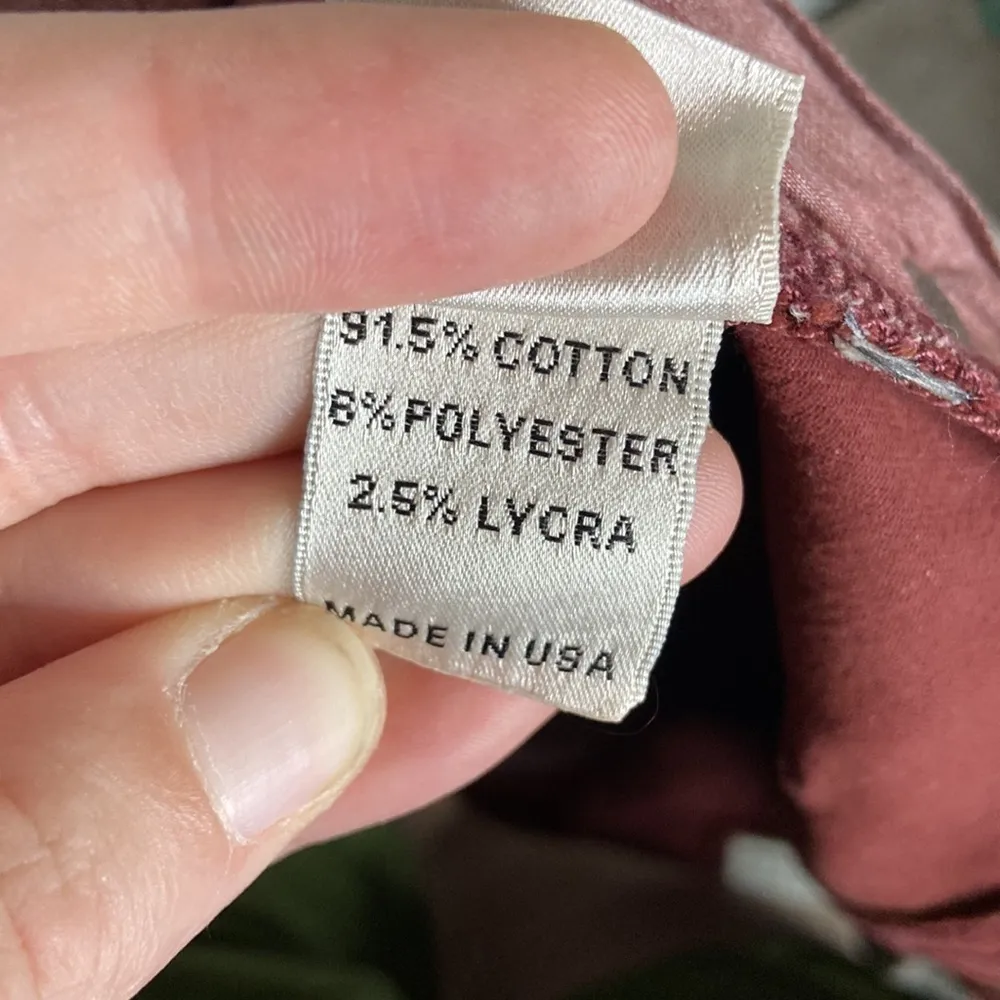 91.5% COTTON
6% POLYESTER
2.5% LYCRA
MADE IN USA